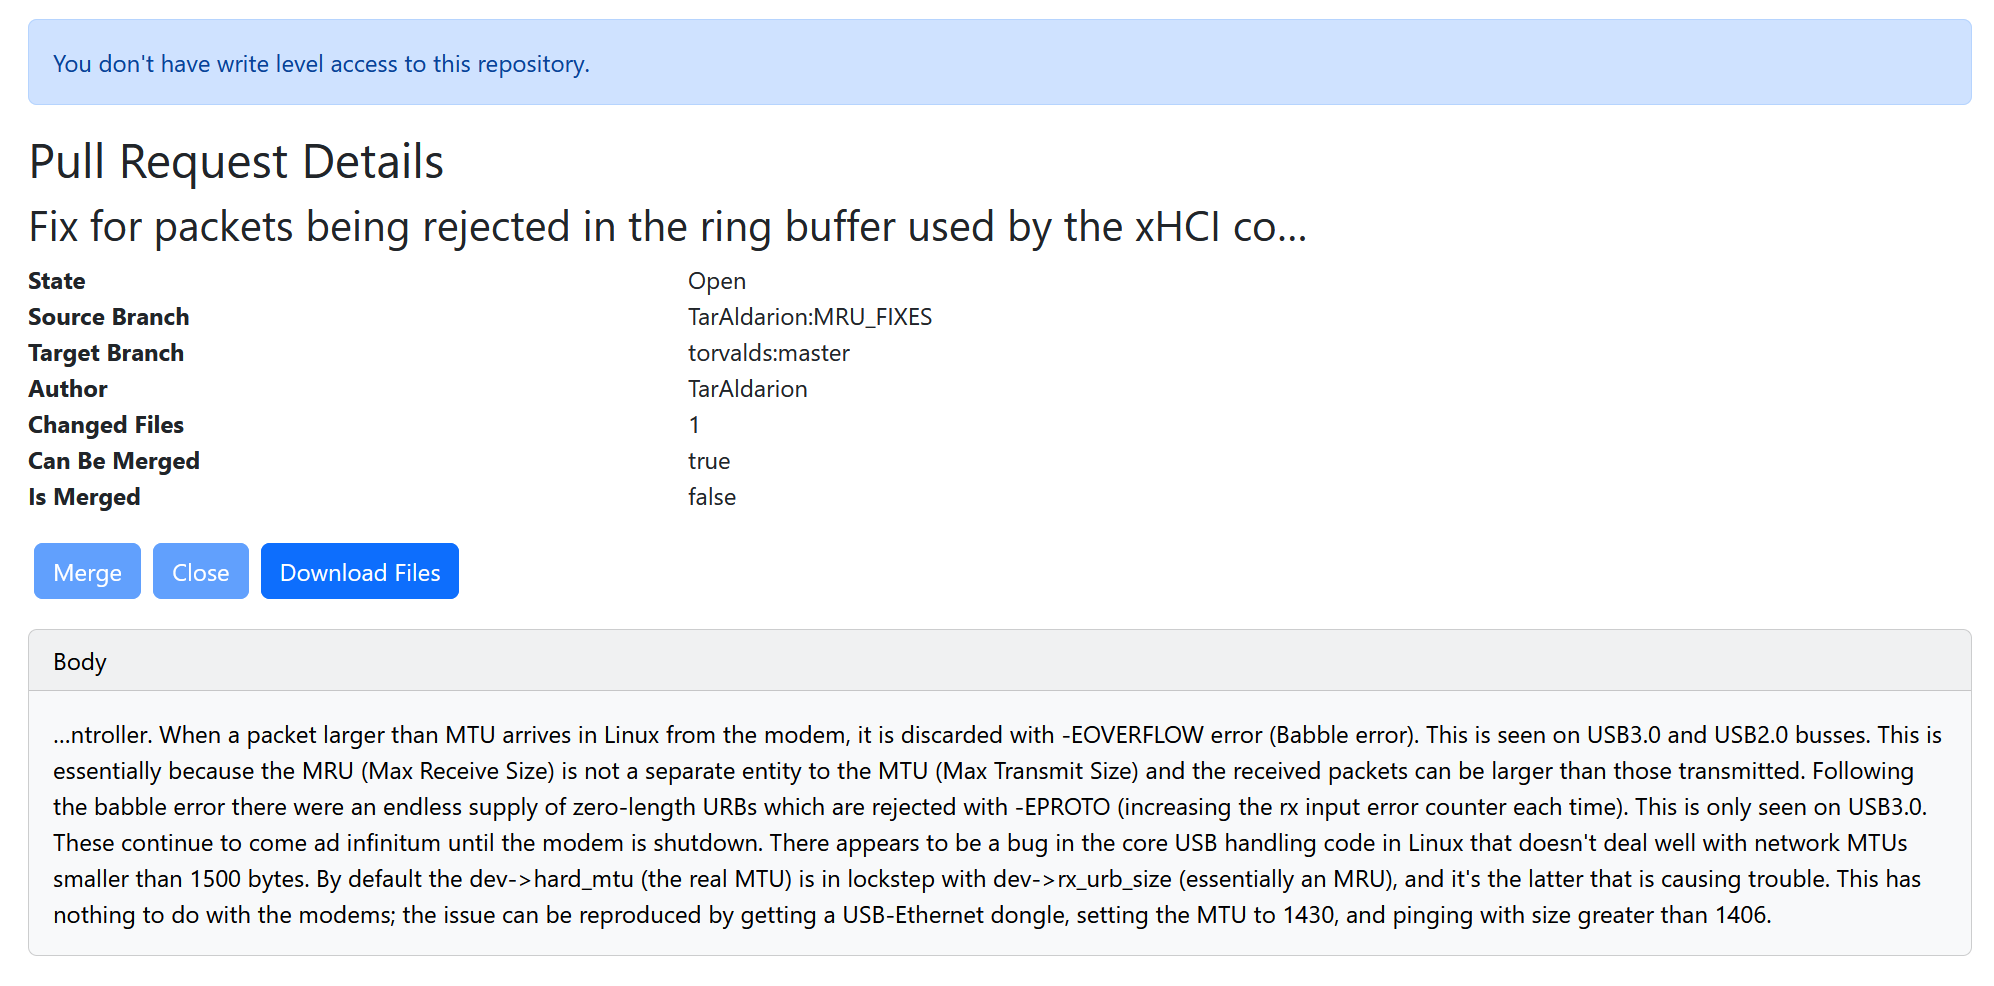 You don't have write level access to this repository.
Pull Request Details
Fix for packets being rejected in the ring buffer used by the xHCI co...
State Open
Source Branch TarAldarion:MRU_FIXES
Target Branch torvalds:master
Author TarAldarion
Changed Files 1
Can Be Merged true
Is Merged false
Merge Close Download Files
Body
...ntroller. When a packet larger than MTU arrives in Linux from the modem, it is discarded with -EOVERFLOW error (Babble error). This is seen on USB3.0 and USB2.0 busses. This is
essentially because the MRU (Max Receive Size) is not a separate entity to the MTU (Max Transmit Size) and the received packets can be larger than those transmitted. Following
the babble error there were an endless supply of zero-length URBs which are rejected with -EPROTO (increasing the rx input error counter each time). This is only seen on USB3.0.
These continue to come ad infinitum until the modem is shutdown. There appears to be a bug in the core USB handling code in Linux that doesn't deal well with network MTUs
smaller than 1500 bytes. By default the dev->hard_mtu (the real MTU) is in lockstep with dev->rx_urb_size (essentially an MRU), and it's the latter that is causing trouble. This has
nothing to do with the modems; the issue can be reproduced by getting a USB-Ethernet dongle, setting the MTU to 1430, and pinging with size greater than 1406.